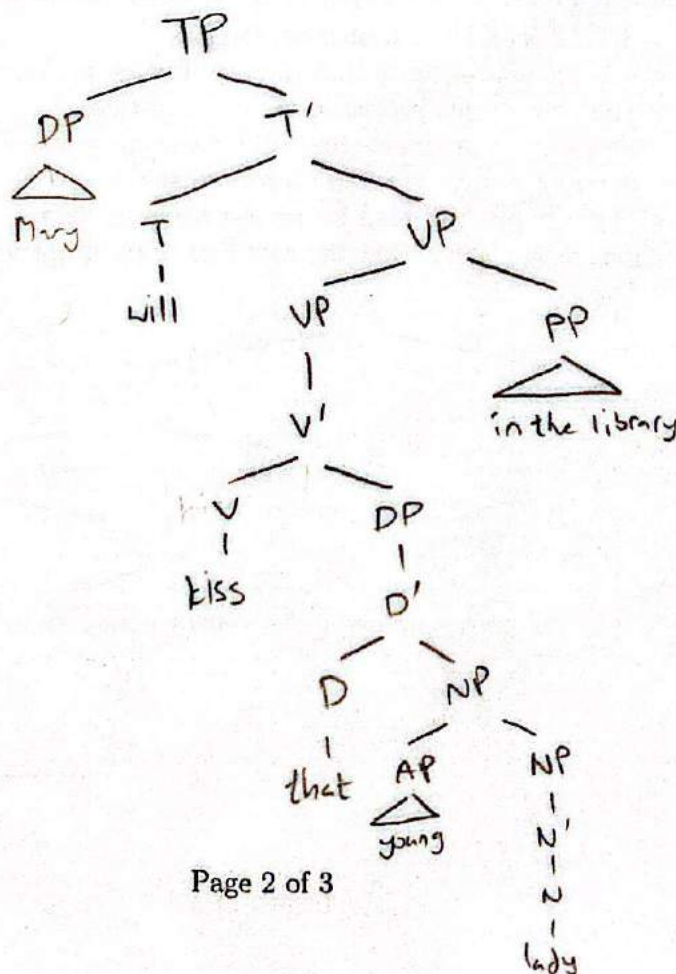 TP
DP T'
Mary T VP
will VP PP
V' in the library
V DP
kiss D'
D NP
that AP NP
young N'
Page 2 of 3 N
lady